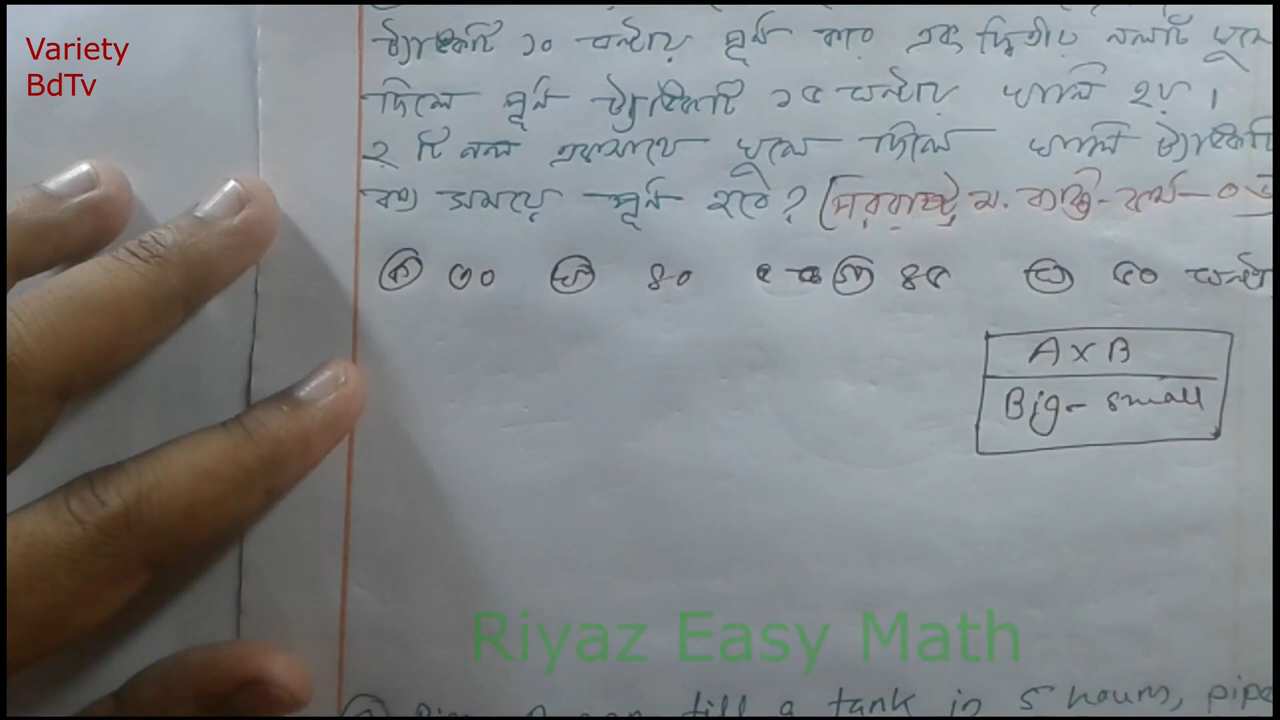 Variety
BdTv
ট্যাংকটি ১০ ঘন্টায় পূর্ন করে এবং দ্বিতীয় নলটি খুলে
দিলে পূর্ন ট্যাংকিটি ১৫ ঘন্টায় খালি হয়।
২ টি নল একসাথে খুলে দিলে খালি ট্যাংকটি
কত সময়ে পূর্ন হবে?
ক ৩০ খ ৪০ গ ৪৫ ঘ ৫০ ঘন্টা
A x B
Big - small
Riyaz Easy Math
fill a tank in 5 hours, pipe